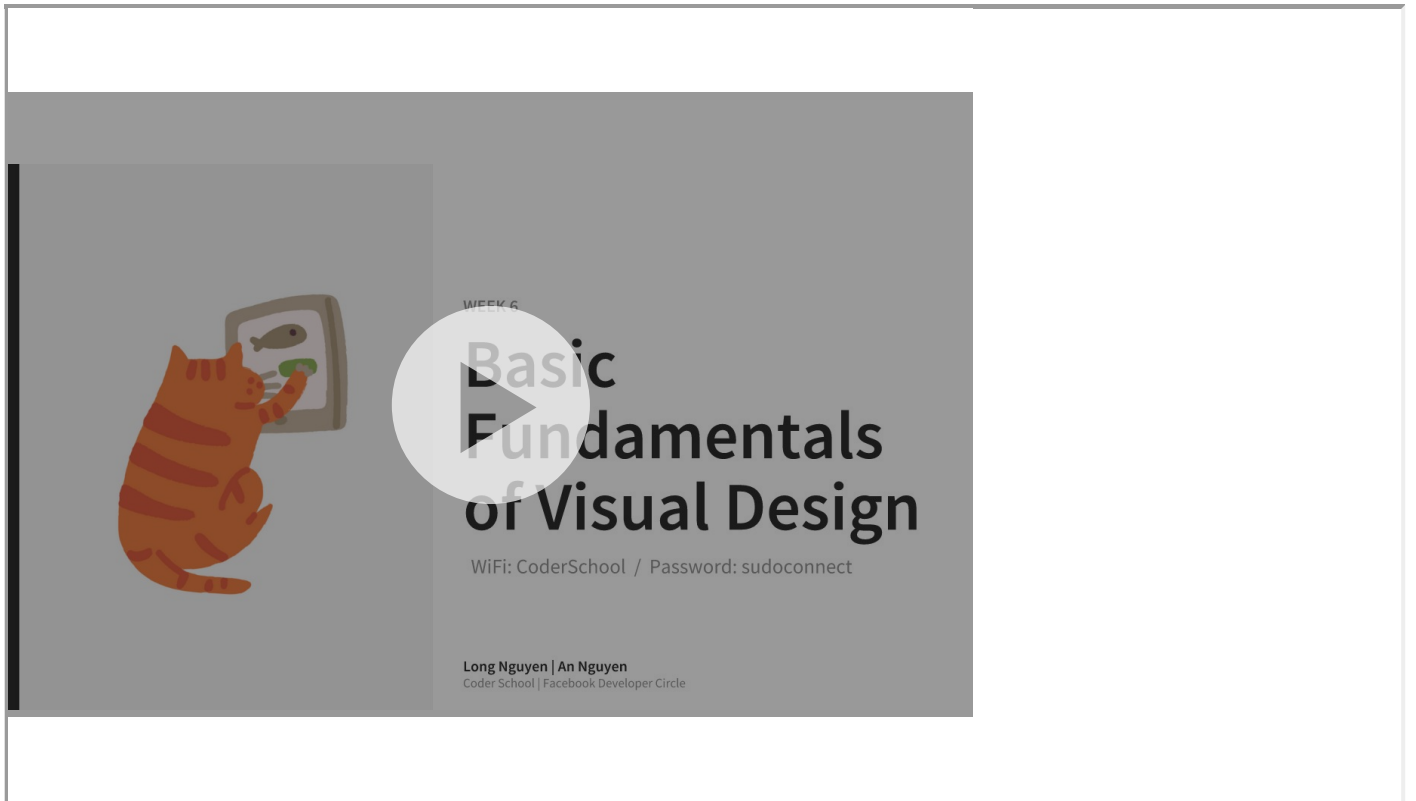 WEEK 6
Basic
Fundamentals
of Visual Design
WiFi: CoderSchool / Password: sudoconnect
Long Nguyen | An Nguyen
Coder School | Facebook Developer Circle